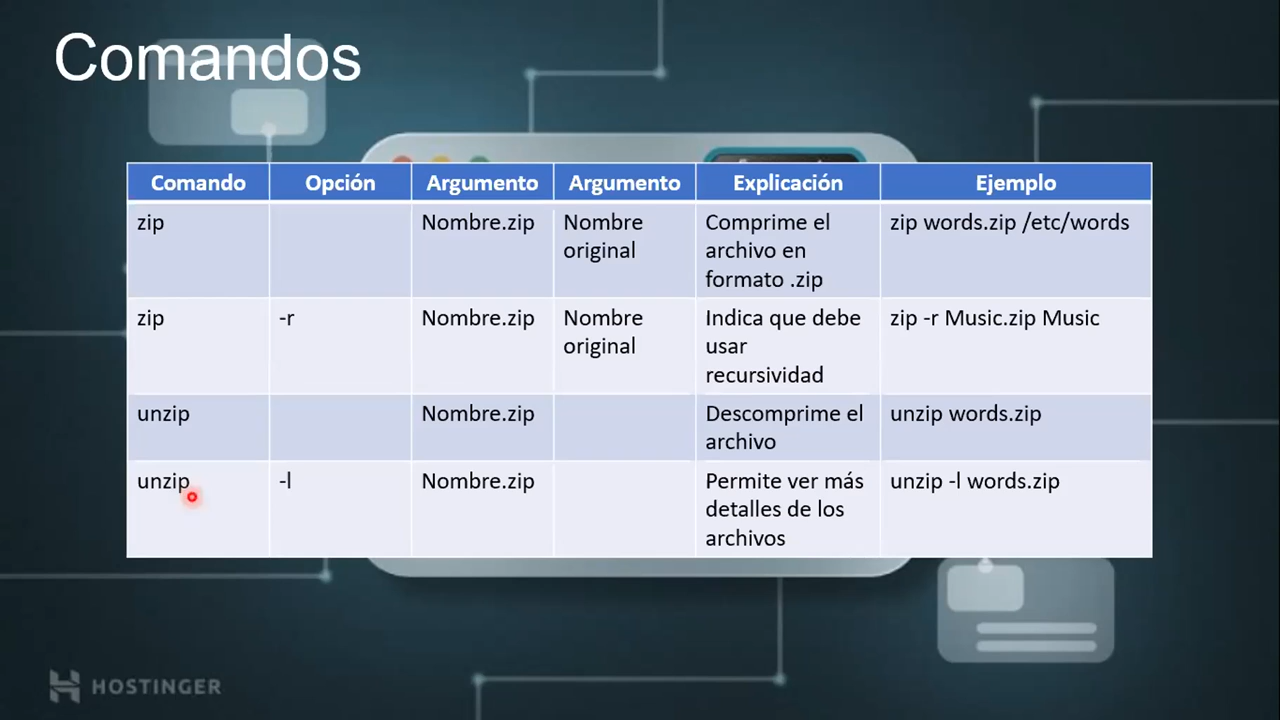 Comandos
Comando Opción Argumento Argumento Explicación Ejemplo
zip Nombre.zip Nombre Comprime el zip words.zip /etc/words
original archivo en
formato .zip
zip -r Nombre.zip Nombre Indica que debe zip -r Music.zip Music
original usar
recursividad
unzip Nombre.zip Descomprime el unzip words.zip
archivo
unzip -l Nombre.zip Permite ver más unzip -l words.zip
detalles de los
archivos
HOSTINGER